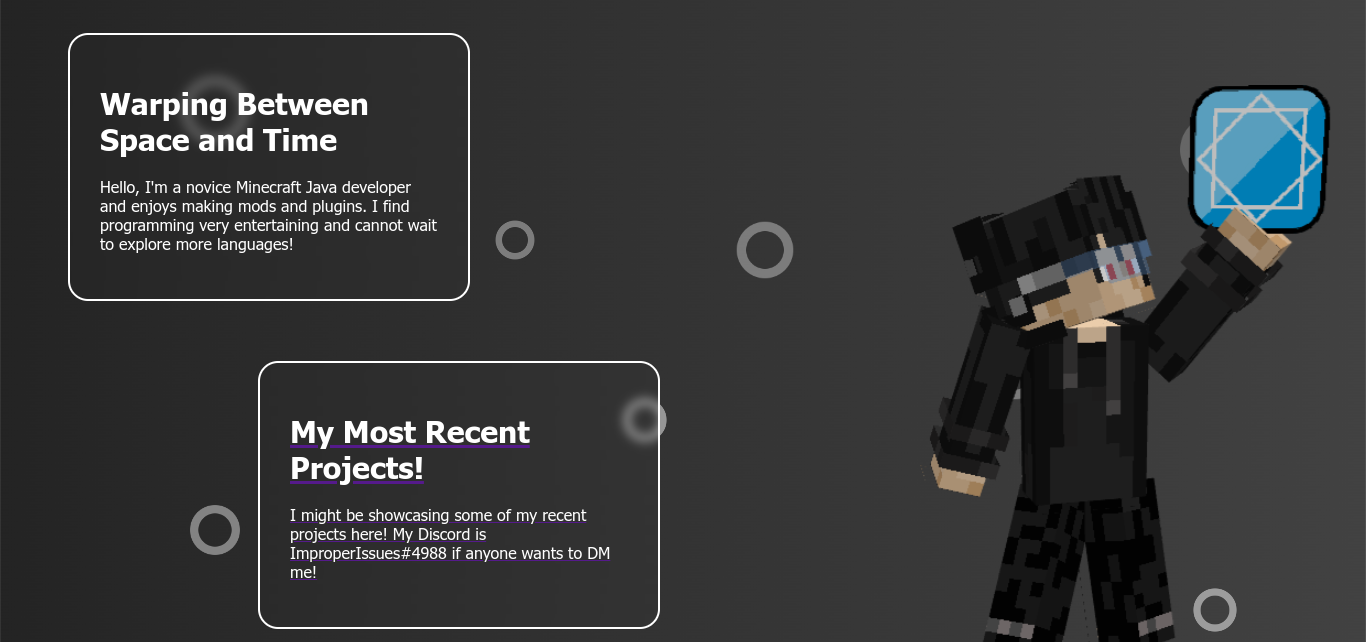 Warping Between
Space and Time
Hello, I'm a novice Minecraft Java developer
and enjoys making mods and plugins. I find
programming very entertaining and cannot wait
to explore more languages!
My Most Recent
Projects!
I might be showcasing some of my recent
projects here! My Discord is
ImproperIssues#4988 if anyone wants to DM
me!